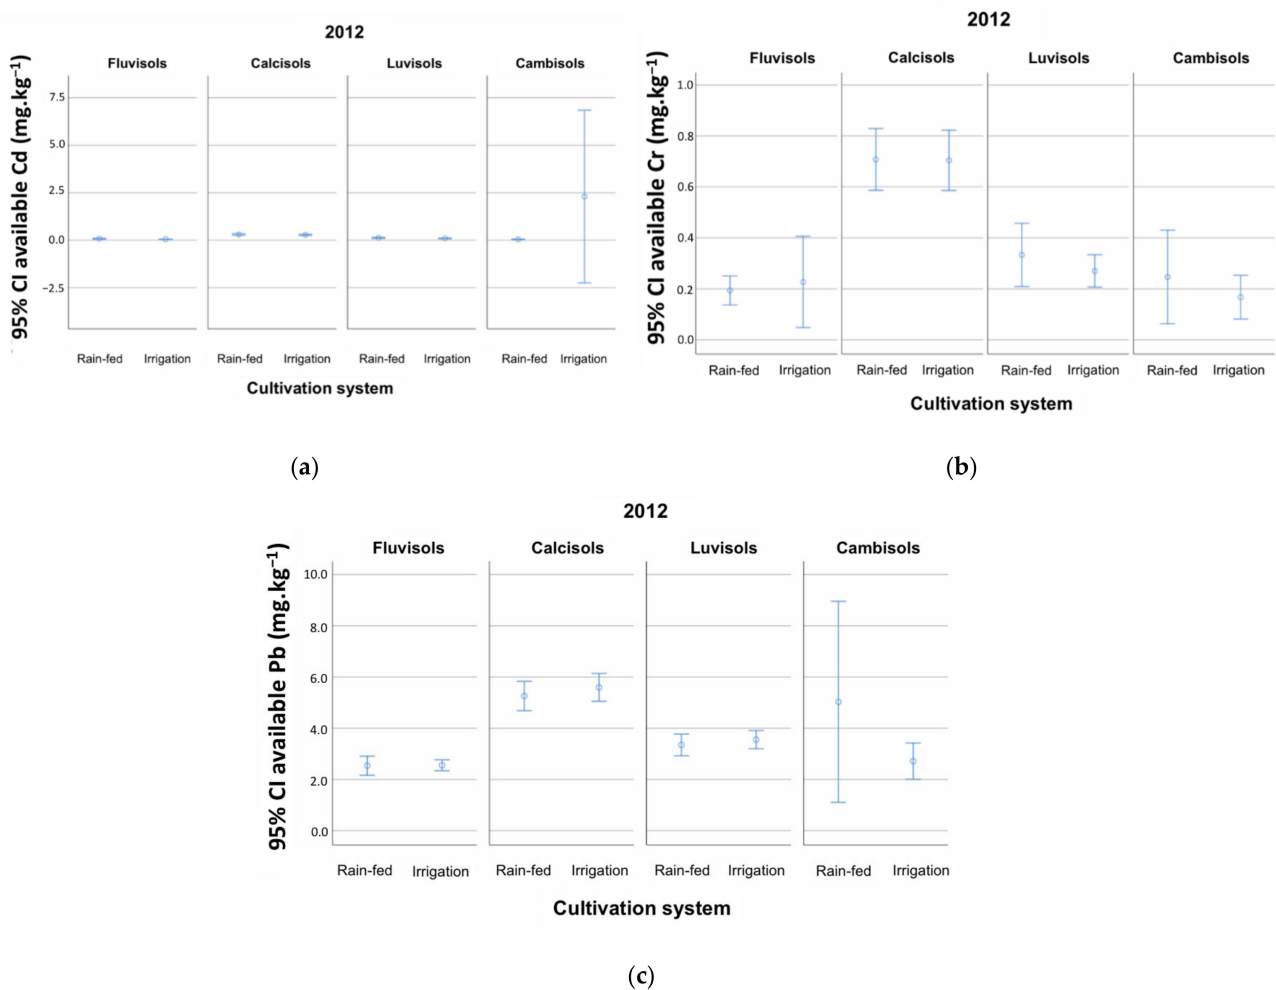 2012
Fluvisols Calcisols Luvisols Cambisols
95% CI available Cd (mg.kg⁻¹)
7.5
5.0
2.5
0.0
−2.5
Rain-fed Irrigation Rain-fed Irrigation Rain-fed Irrigation Rain-fed Irrigation
Cultivation system
(a)
2012
Fluvisols Calcisols Luvisols Cambisols
95% CI available Cr (mg.kg⁻¹)
1.0
0.8
0.6
0.4
0.2
0.0
Rain-fed Irrigation Rain-fed Irrigation Rain-fed Irrigation Rain-fed Irrigation
Cultivation system
(b)
2012
Fluvisols Calcisols Luvisols Cambisols
95% CI available Pb (mg.kg⁻¹)
10.0
8.0
6.0
4.0
2.0
0.0
Rain-fed Irrigation Rain-fed Irrigation Rain-fed Irrigation Rain-fed Irrigation
Cultivation system
(c)